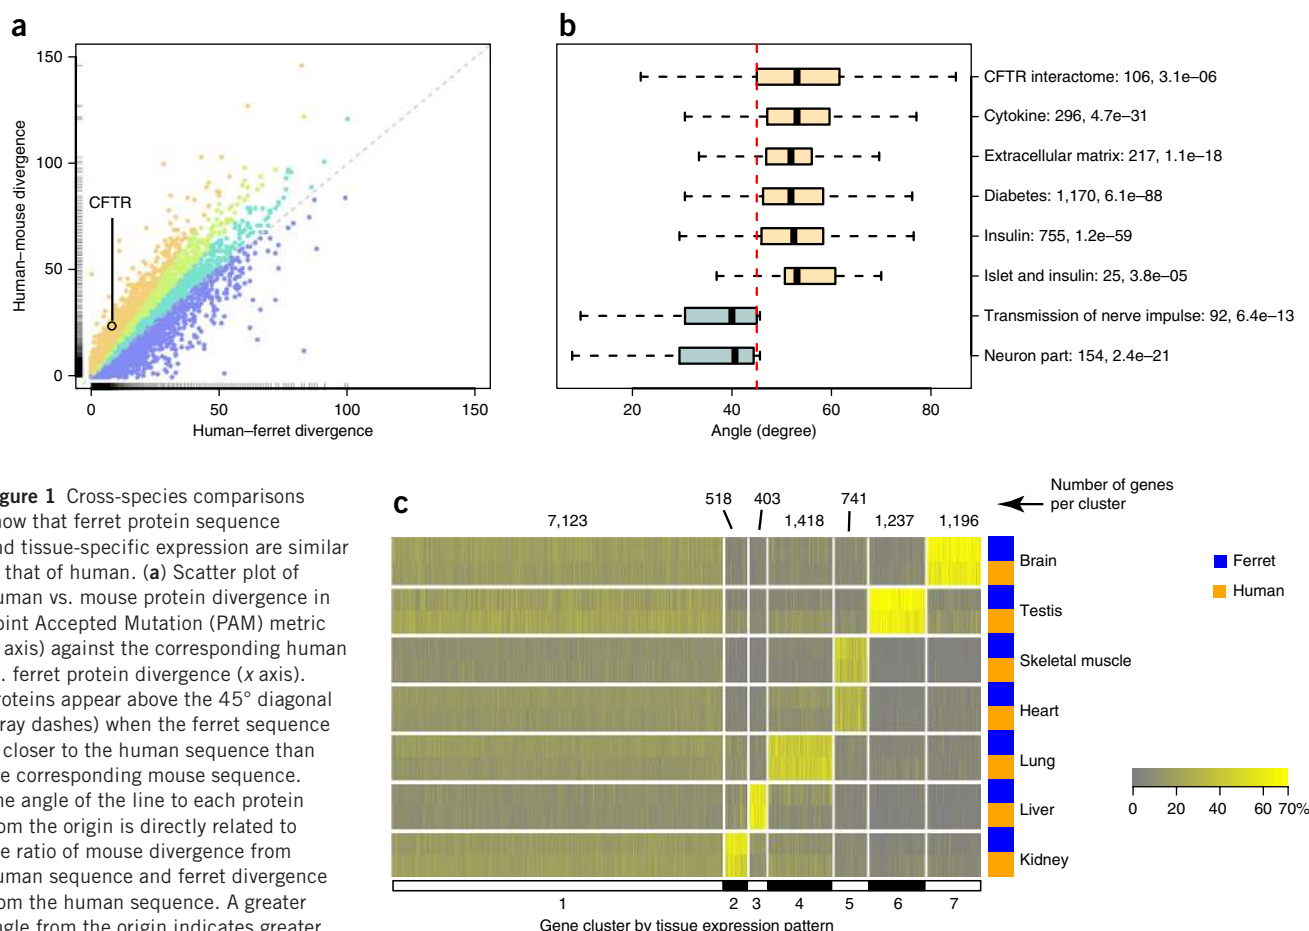 a
150
100
50
0
Human–mouse divergence
CFTR
0
50
100
150
Human–ferret divergence
b
CFTR interactome: 106, 3.1e–06
Cytokine: 296, 4.7e–31
Extracellular matrix: 217, 1.1e–18
Diabetes: 1,170, 6.1e–88
Insulin: 755, 1.2e–59
Islet and insulin: 25, 3.8e–05
Transmission of nerve impulse: 92, 6.4e–13
Neuron part: 154, 2.4e–21
20
40
60
80
Angle (degree)
gure 1 Cross-species comparisons
how that ferret protein sequence
nd tissue-specific expression are similar
that of human. (a) Scatter plot of
uman vs. mouse protein divergence in
oint Accepted Mutation (PAM) metric
axis) against the corresponding human
. ferret protein divergence (x axis).
roteins appear above the 45° diagonal
ray dashes) when the ferret sequence
closer to the human sequence than
e corresponding mouse sequence.
he angle of the line to each protein
om the origin is directly related to
e ratio of mouse divergence from
uman sequence and ferret divergence
om the human sequence. A greater
ngle from the origin indicates greater
c
518
403
741
Number of genes
per cluster
7,123
1,418
1,237
1,196
Brain
Testis
Skeletal muscle
Heart
Lung
Liver
Kidney
Ferret
Human
0
20
40
60
70%
1
2
3
4
5
6
7
Gene cluster by tissue expression pattern